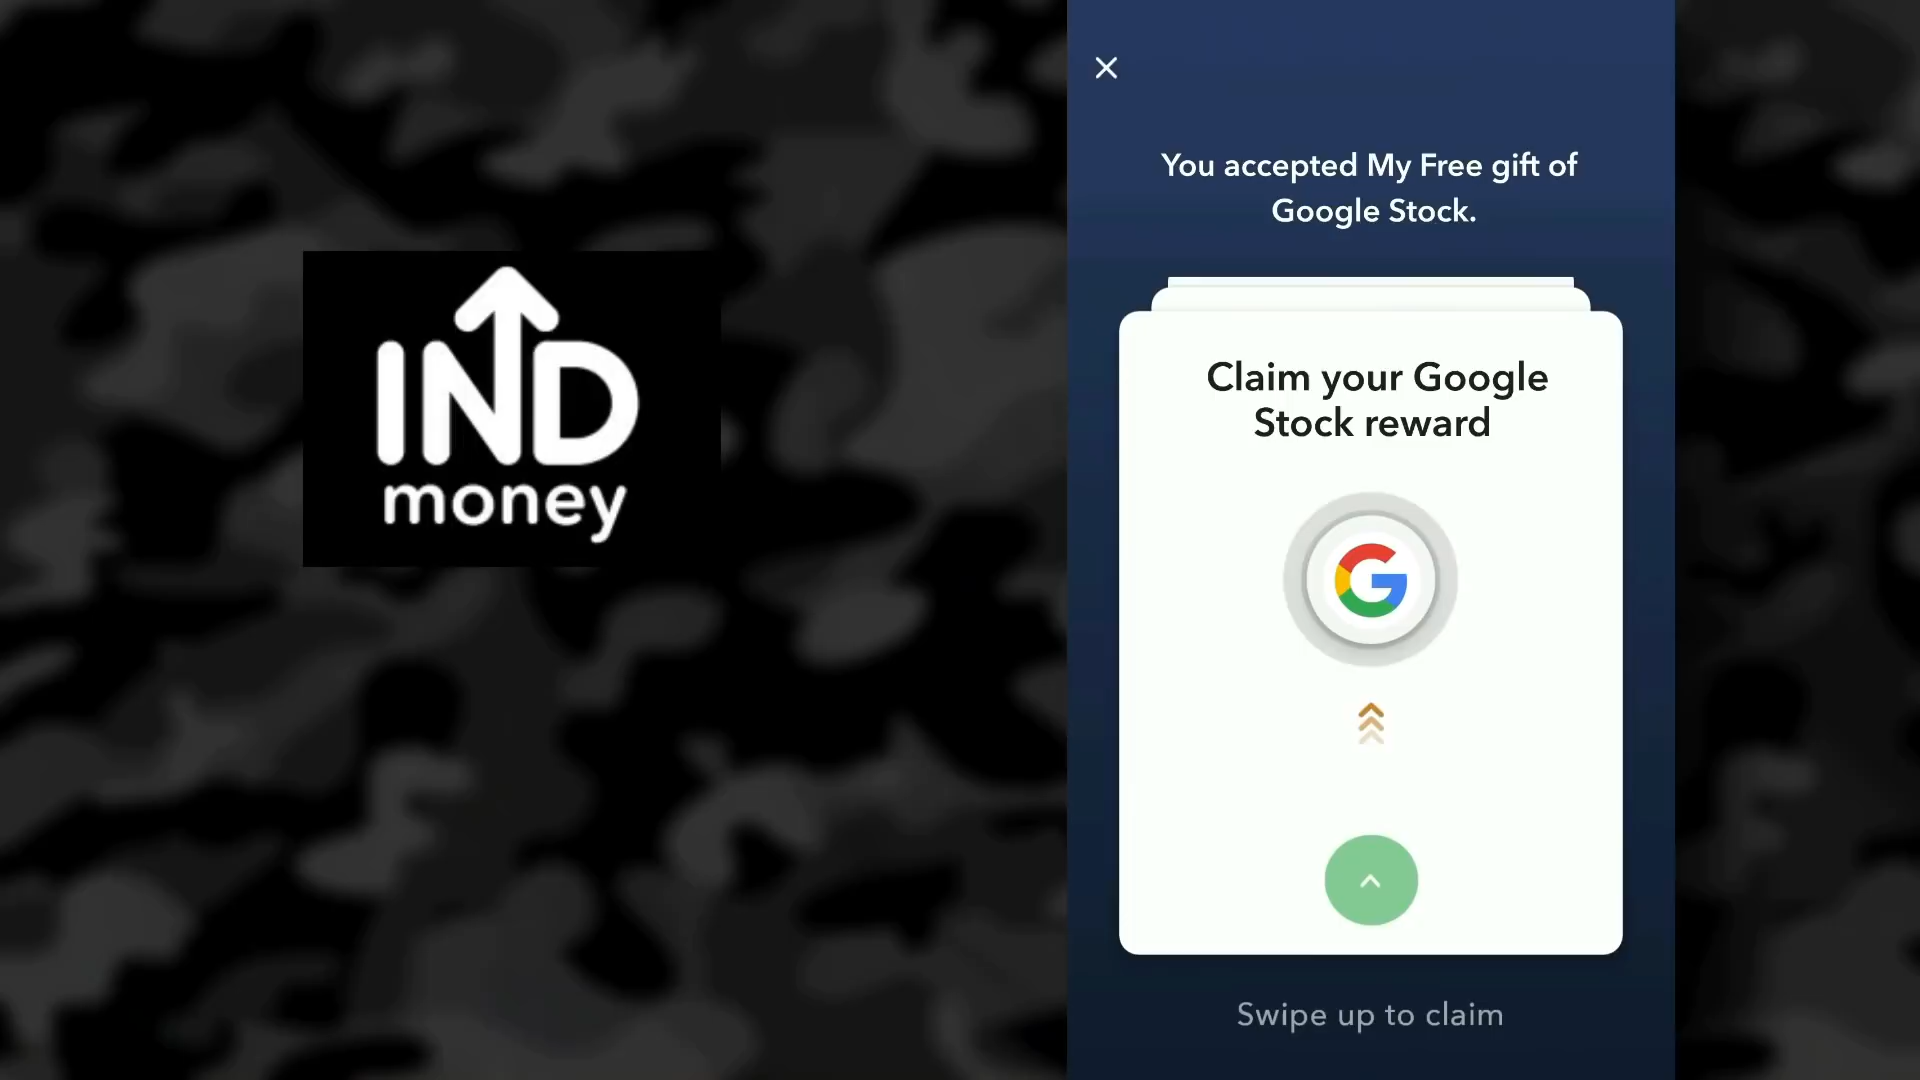 IND
money
You accepted My Free gift of
Google Stock.
Claim your Google
Stock reward
G
Swipe up to claim